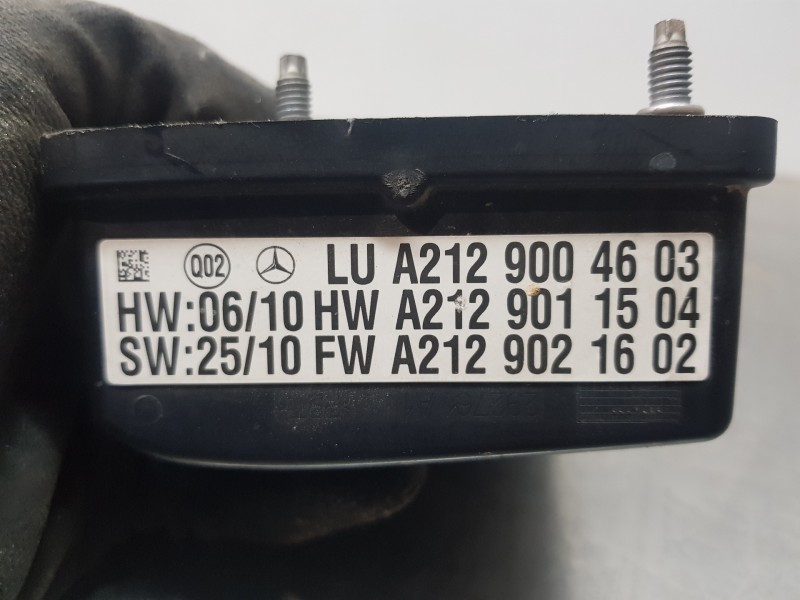 Q02 LU A212 900 46 03
HW:06/10 HW A212 901 15 04
SW:25/10 FW A212 902 16 02